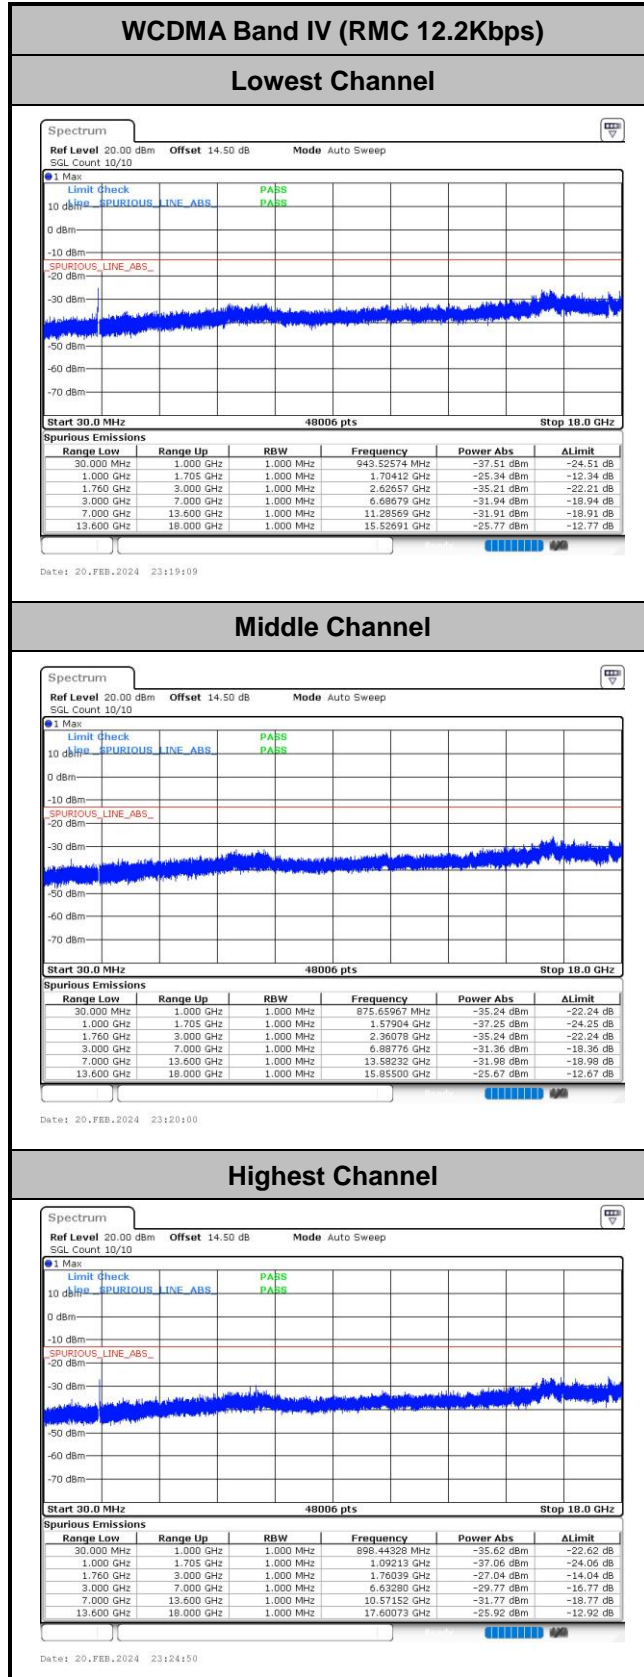 WCDMA Band IV (RMC 12.2Kbps)
Lowest Channel
Spectrum
Ref Level 20.00 dBm Offset 14.50 dB Mode Auto Sweep
SGL Count 10/10
1 Max
Limit Check PASS
10 dBm Line _SPURIOUS_LINE_ABS_ PASS
0 dBm
-10 dBm
_SPURIOUS_LINE_ABS_
-20 dBm
-30 dBm
-50 dBm
-60 dBm
-70 dBm
Start 30.0 MHz 48006 pts Stop 18.0 GHz
Spurious Emissions
Range Low Range Up RBW Frequency Power Abs ΔLimit
30.000 MHz 1.000 GHz 1.000 MHz 943.52574 MHz -37.51 dBm -24.51 dB
1.000 GHz 1.705 GHz 1.000 MHz 1.70412 GHz -25.34 dBm -12.34 dB
1.760 GHz 3.000 GHz 1.000 MHz 2.62657 GHz -35.21 dBm -22.21 dB
3.000 GHz 7.000 GHz 1.000 MHz 6.68679 GHz -31.94 dBm -18.94 dB
7.000 GHz 13.600 GHz 1.000 MHz 11.28569 GHz -31.91 dBm -18.91 dB
13.600 GHz 18.000 GHz 1.000 MHz 15.52691 GHz -25.77 dBm -12.77 dB
Date: 20.FEB.2024 23:19:09
Middle Channel
Spectrum
Ref Level 20.00 dBm Offset 14.50 dB Mode Auto Sweep
SGL Count 10/10
1 Max
Limit Check PASS
10 dBm Line _SPURIOUS_LINE_ABS_ PASS
0 dBm
-10 dBm
_SPURIOUS_LINE_ABS_
-20 dBm
-30 dBm
-50 dBm
-60 dBm
-70 dBm
Start 30.0 MHz 48006 pts Stop 18.0 GHz
Spurious Emissions
Range Low Range Up RBW Frequency Power Abs ΔLimit
30.000 MHz 1.000 GHz 1.000 MHz 875.65967 MHz -35.24 dBm -22.24 dB
1.000 GHz 1.705 GHz 1.000 MHz 1.57904 GHz -37.25 dBm -24.25 dB
1.760 GHz 3.000 GHz 1.000 MHz 2.36078 GHz -35.24 dBm -22.24 dB
3.000 GHz 7.000 GHz 1.000 MHz 6.88776 GHz -31.36 dBm -18.36 dB
7.000 GHz 13.600 GHz 1.000 MHz 13.58232 GHz -31.98 dBm -18.98 dB
13.600 GHz 18.000 GHz 1.000 MHz 15.85500 GHz -25.67 dBm -12.67 dB
Date: 20.FEB.2024 23:20:00
Highest Channel
Spectrum
Ref Level 20.00 dBm Offset 14.50 dB Mode Auto Sweep
SGL Count 10/10
1 Max
Limit Check PASS
10 dBm Line _SPURIOUS_LINE_ABS_ PASS
0 dBm
-10 dBm
_SPURIOUS_LINE_ABS_
-20 dBm
-30 dBm
-50 dBm
-60 dBm
-70 dBm
Start 30.0 MHz 48006 pts Stop 18.0 GHz
Spurious Emissions
Range Low Range Up RBW Frequency Power Abs ΔLimit
30.000 MHz 1.000 GHz 1.000 MHz 898.44328 MHz -35.62 dBm -22.62 dB
1.000 GHz 1.705 GHz 1.000 MHz 1.09213 GHz -37.06 dBm -24.06 dB
1.760 GHz 3.000 GHz 1.000 MHz 1.76039 GHz -27.04 dBm -14.04 dB
3.000 GHz 7.000 GHz 1.000 MHz 6.63280 GHz -29.77 dBm -16.77 dB
7.000 GHz 13.600 GHz 1.000 MHz 10.57152 GHz -31.77 dBm -18.77 dB
13.600 GHz 18.000 GHz 1.000 MHz 17.60073 GHz -25.92 dBm -12.92 dB
Date: 20.FEB.2024 23:24:50